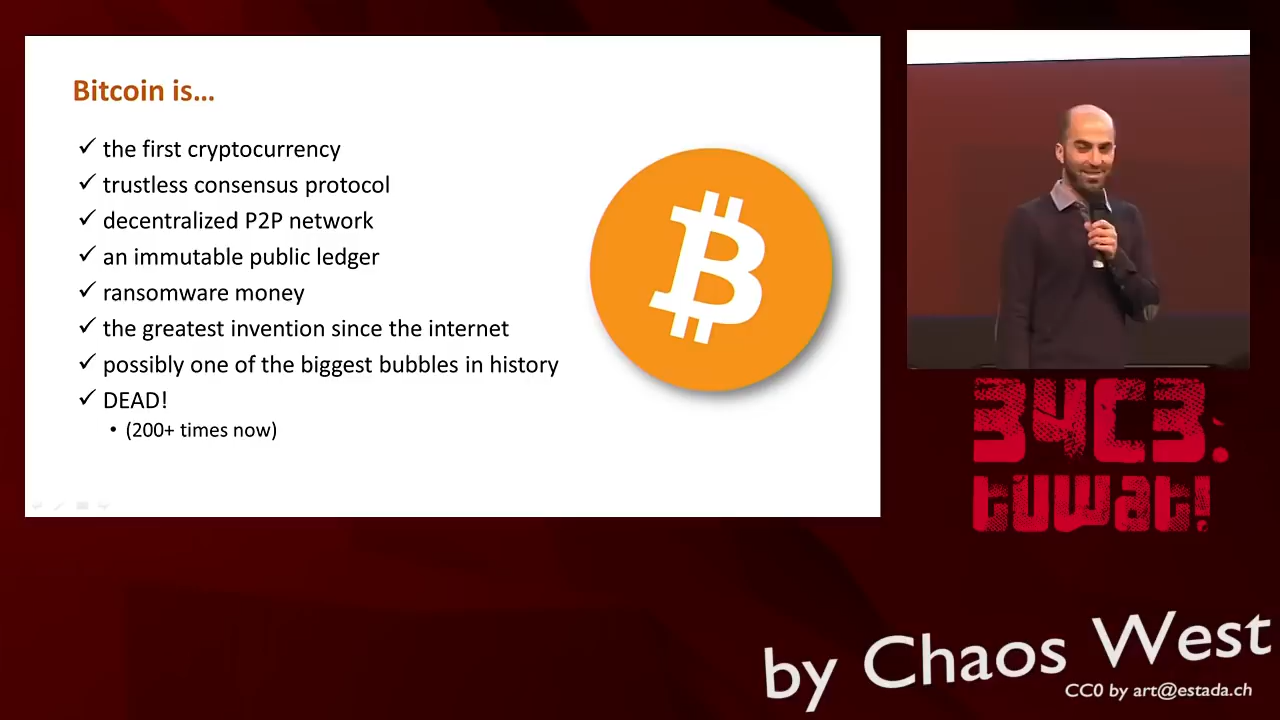 Bitcoin is...
✓ the first cryptocurrency
✓ trustless consensus protocol
✓ decentralized P2P network
✓ an immutable public ledger
✓ ransomware money
✓ the greatest invention since the internet
✓ possibly one of the biggest bubbles in history
✓ DEAD!
• (200+ times now)
34C3:
tuwat!
by Chaos West
CC0 by art@estada.ch